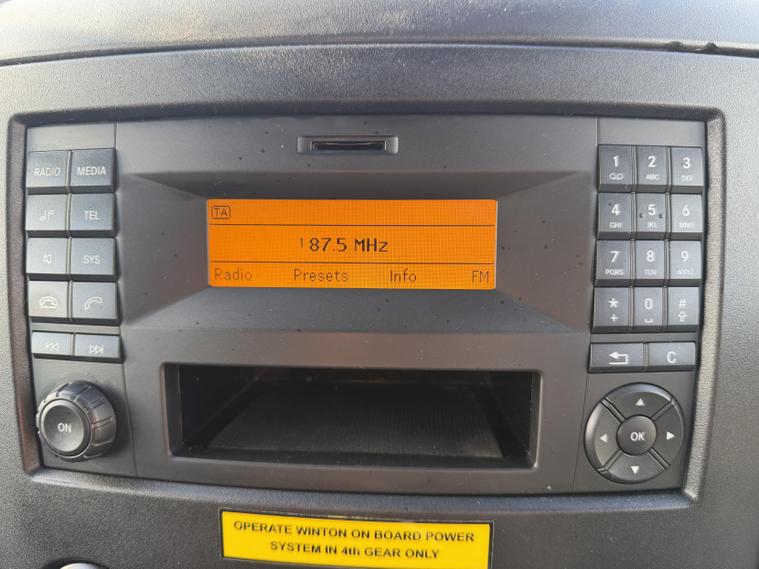 RADIO MEDIA
TEL
SYS
TA
1 87.5 MHz
Radio Presets Info FM
ON
1 2 ABC 3 DEF
4 GHI 5 JKL 6 MNO
7 PQRS 8 TUV 9 WXYZ
* + 0 #
C
OK
OPERATE WINTON ON BOARD POWER
SYSTEM IN 4th GEAR ONLY